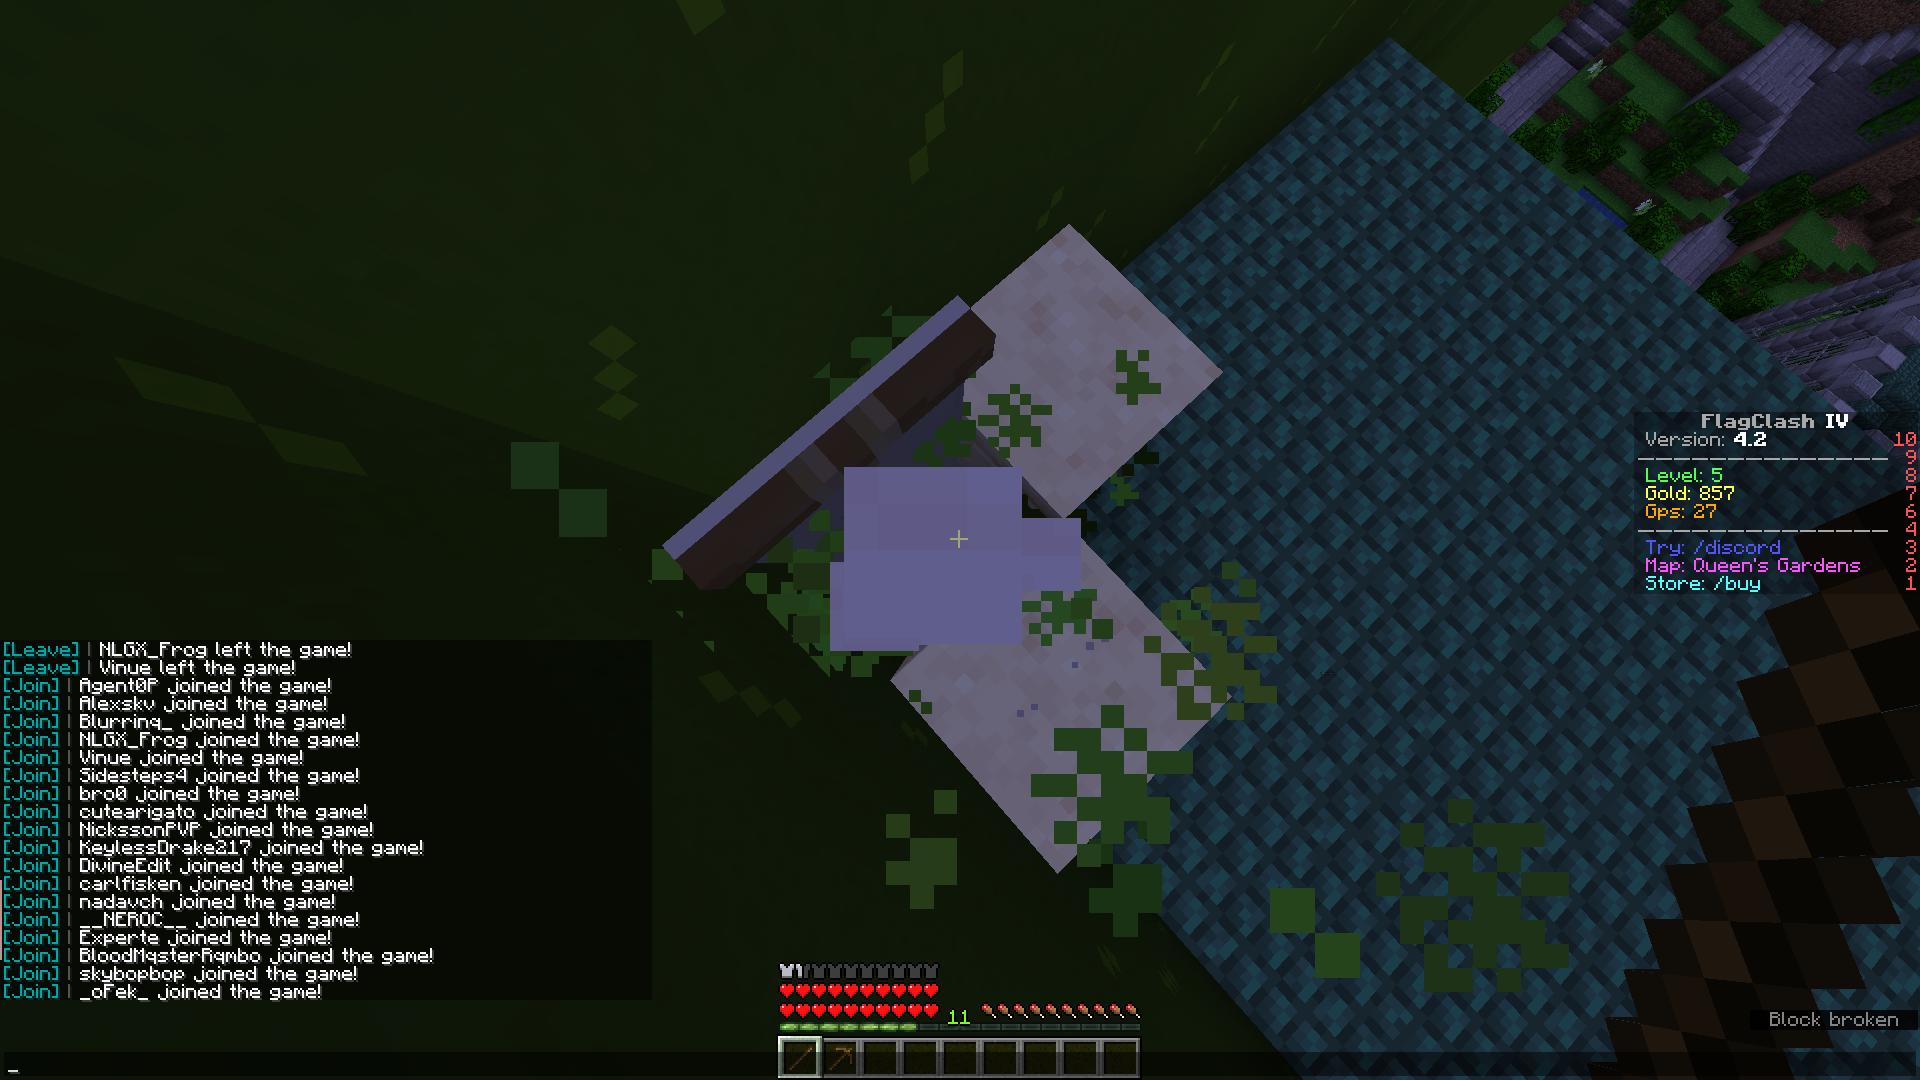 FlagClash IV
Version: 4.2 10
9
Level: 5 8
Gold: 857 7
Gps: 27 6
4
Try: /discord 3
Map: Queen's Gardens 2
Store: /buy 1
[Leave] | NLGX_Frog left the game!
[Leave] | Vinue left the game!
[Join] | Agent0P joined the game!
[Join] | Alexskv joined the game!
[Join] | Blurrinq_ joined the game!
[Join] | NLGX_Frog joined the game!
[Join] | Vinue joined the game!
[Join] | Sidesteps4 joined the game!
[Join] | bro0 joined the game!
[Join] | cutearigato joined the game!
[Join] | NickssonPVP joined the game!
[Join] | KeylessDrake217 joined the game!
[Join] | DivineEdit joined the game!
[Join] | carlfisken joined the game!
[Join] | nadavch joined the game!
[Join] | __NEROC__ joined the game!
[Join] | Experte joined the game!
[Join] | BloodMqsterRqmbo joined the game!
[Join] | skybopbop joined the game!
[Join] | _oFek_ joined the game!
11
Block broken
_